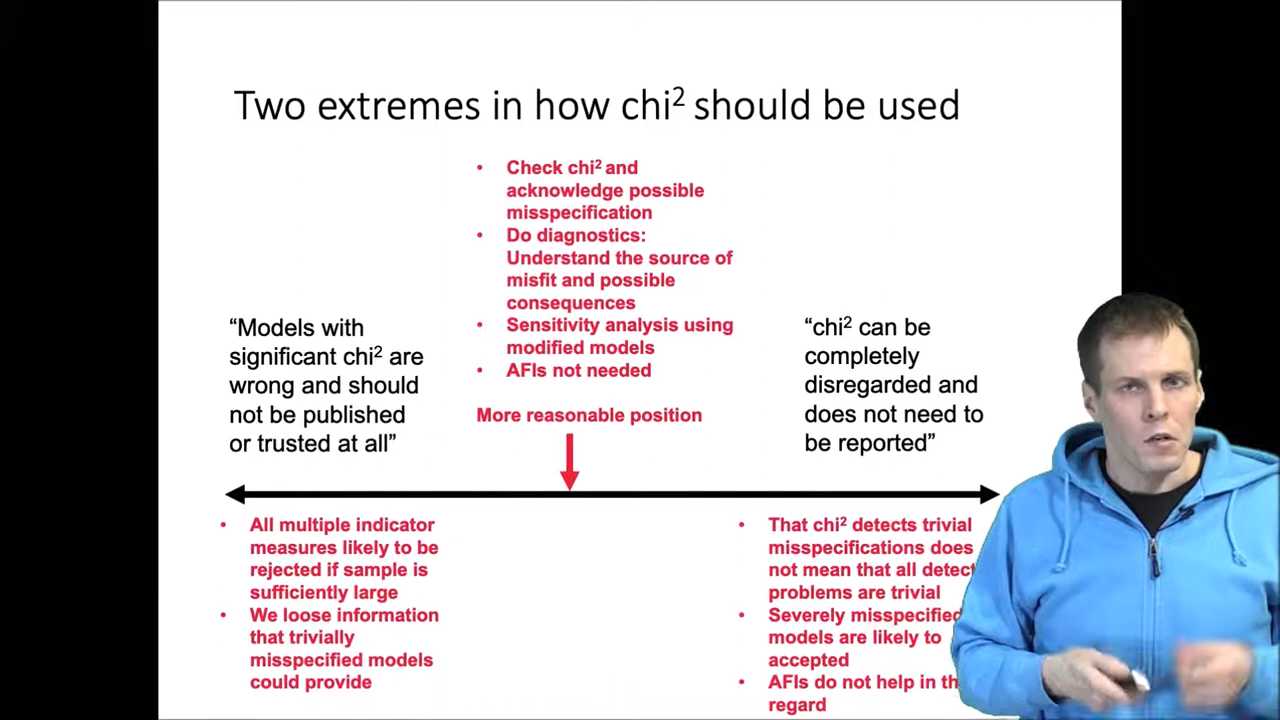 Two extremes in how chi² should be used
• Check chi² and
acknowledge possible
misspecification
• Do diagnostics:
Understand the source of
misfit and possible
consequences
• Sensitivity analysis using
modified models
• AFIs not needed
More reasonable position
“Models with
significant chi² are
wrong and should
not be published
or trusted at all”
“chi² can be
completely
disregarded and
does not need to
be reported”
• All multiple indicator
measures likely to be
rejected if sample is
sufficiently large
• We loose information
that trivially
misspecified models
could provide
• That chi² detects trivial
misspecifications does
not mean that all detect
problems are trivial
• Severely misspecified
models are likely to
accepted
• AFIs do not help in
regard